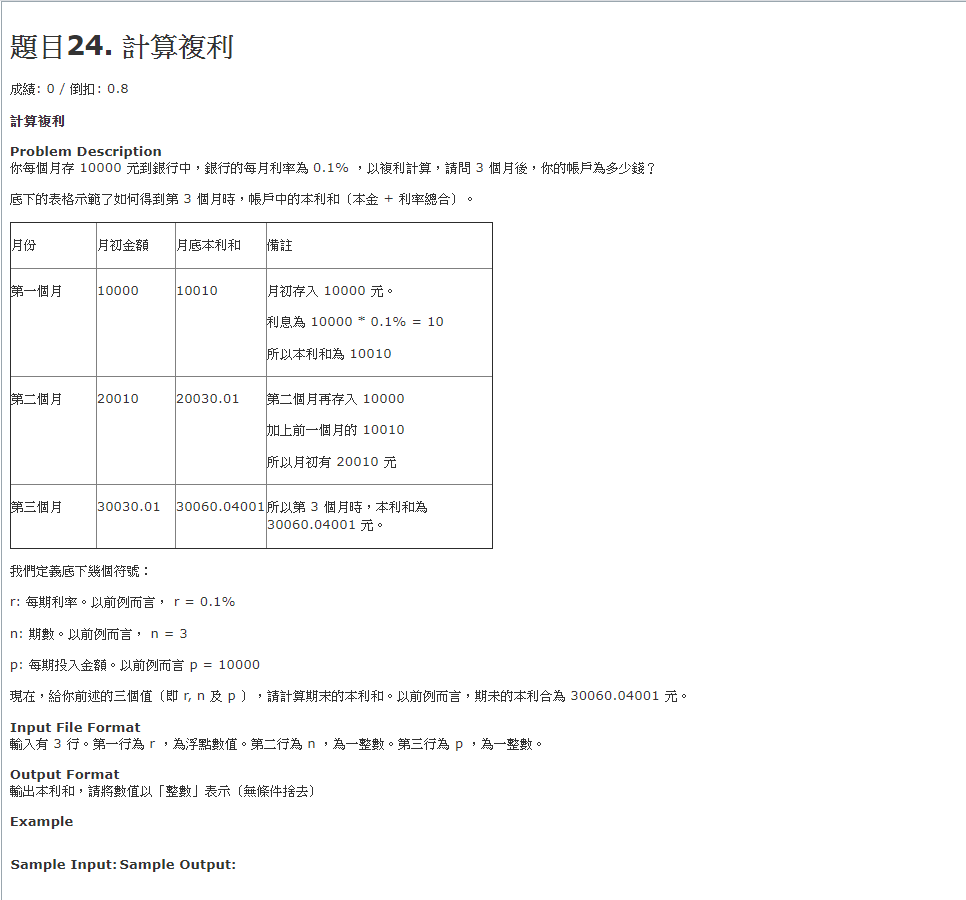 題目24. 計算複利
成績: 0 / 倒扣: 0.8
計算複利
Problem Description
你每個月存 10000 元到銀行中，銀行的每月利率為 0.1% ，以複利計算，請問 3 個月後，你的帳戶為多少錢？
底下的表格示範了如何得到第 3 個月時，帳戶中的本利和〔本金 + 利率總合〕。
月份 月初金額 月底本利和 備註
第一個月 10000 10010 月初存入 10000 元。
利息為 10000 * 0.1% = 10
所以本利和為 10010
第二個月 20010 20030.01 第二個月再存入 10000
加上前一個月的 10010
所以月初有 20010 元
第三個月 30030.01 30060.04001 所以第 3 個月時，本利和為
30060.04001 元。
我們定義底下幾個符號：
r: 每期利率。以前例而言， r = 0.1%
n: 期數。以前例而言， n = 3
p: 每期投入金額。以前例而言 p = 10000
現在，給你前述的三個值〔即 r, n 及 p 〕，請計算期末的本利和。以前例而言，期未的本利合為 30060.04001 元。
Input File Format
輸入有 3 行。第一行為 r ，為浮點數值。第二行為 n ，為一整數。第三行為 p ，為一整數。
Output Format
輸出本利和，請將數值以「整數」表示〔無條件捨去〕
Example
Sample Input: Sample Output: